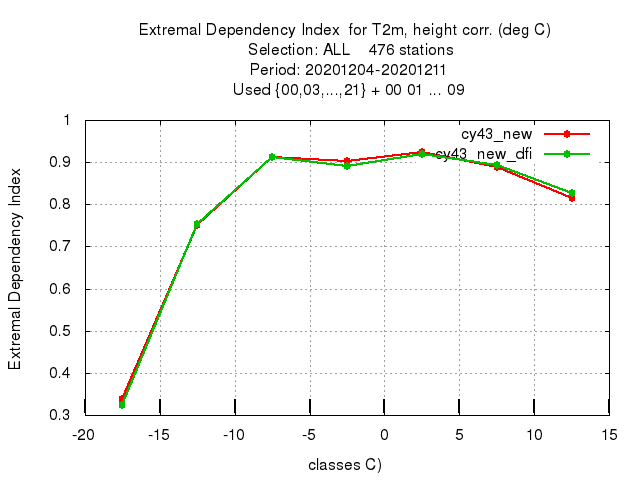 Extremal Dependency Index for T2m, height corr. (deg C)
Selection: ALL 476 stations
Period: 20201204-20201211
Used {00,03,...,21} + 00 01 ... 09
cy43_new
cy43_new_dfi
Extremal Dependency Index
1
0.9
0.8
0.7
0.6
0.5
0.4
0.3
-20 -15 -10 -5 0 5 10 15
classes C)